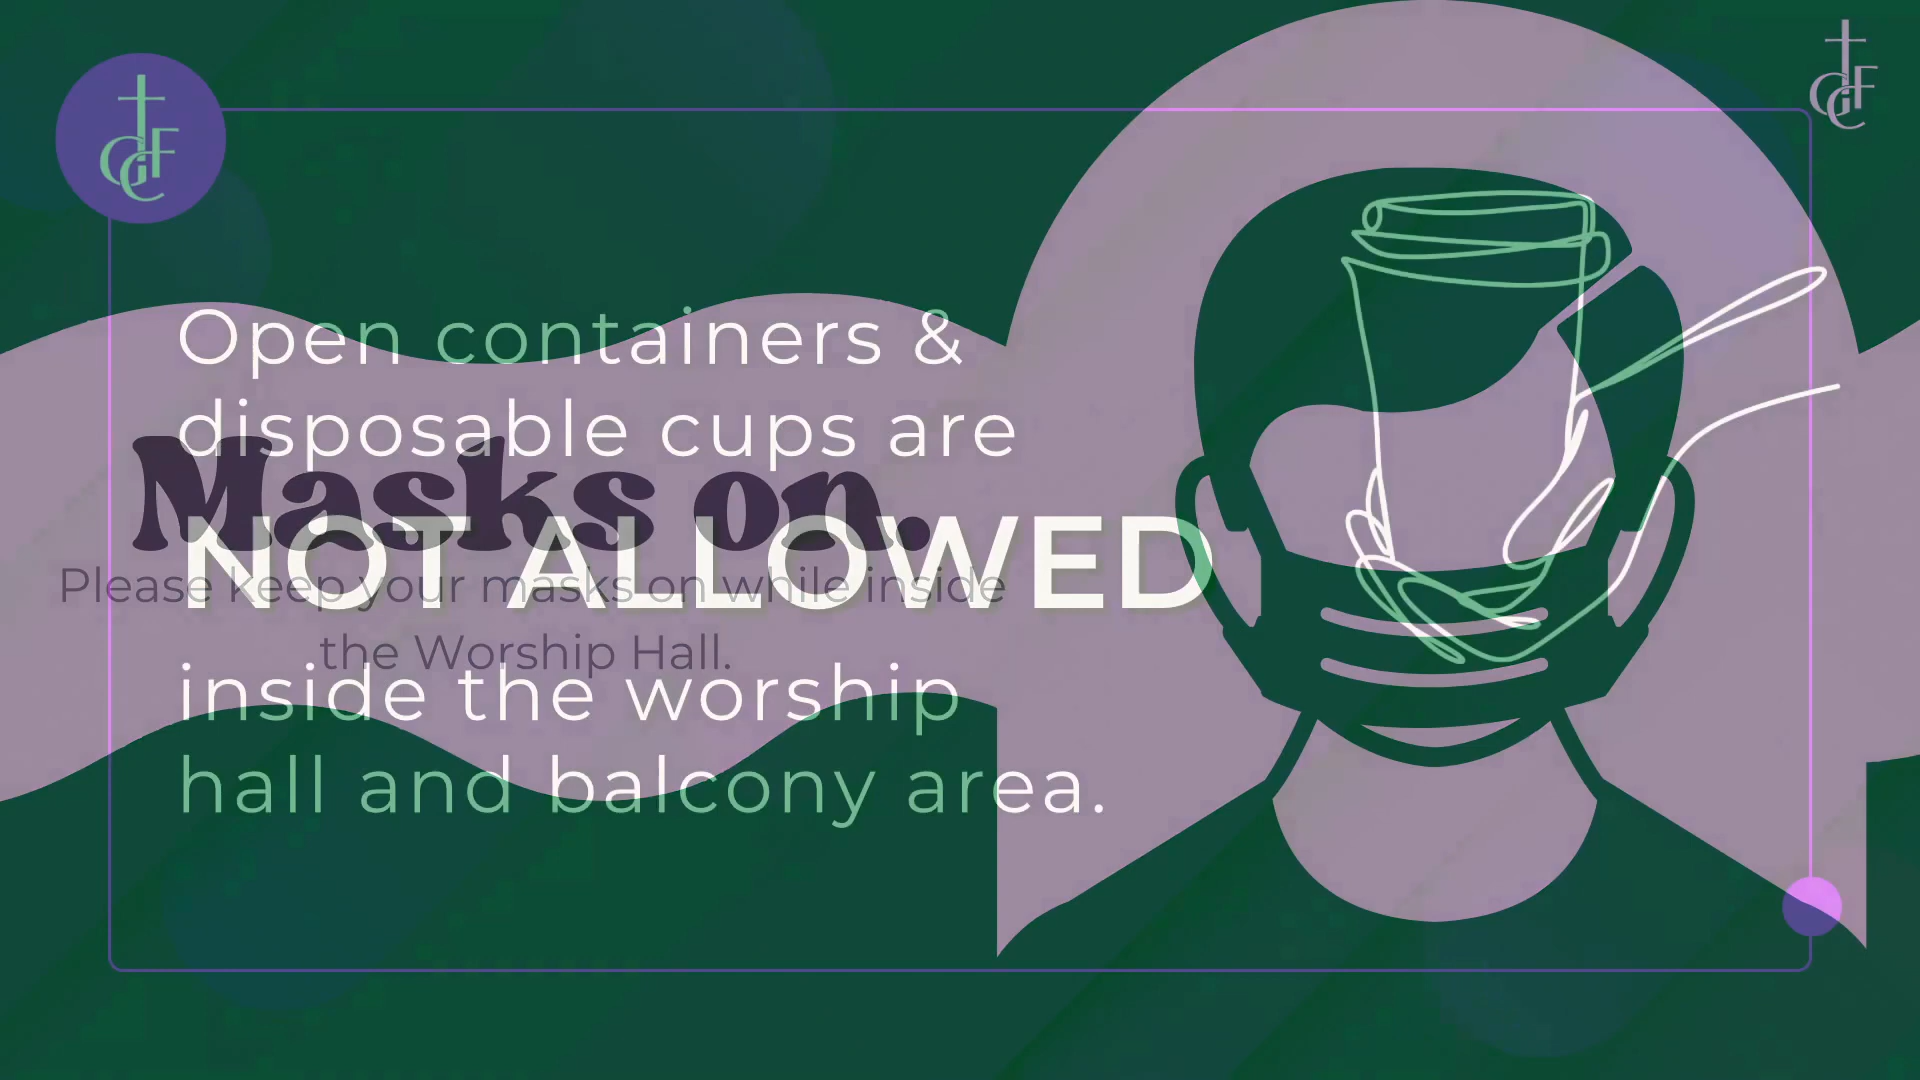 Open containers &
disposable cups are
NOT ALLOWED
inside the worship
hall and balcony area.
Masks on.
Please keep your masks on while inside
the Worship Hall.